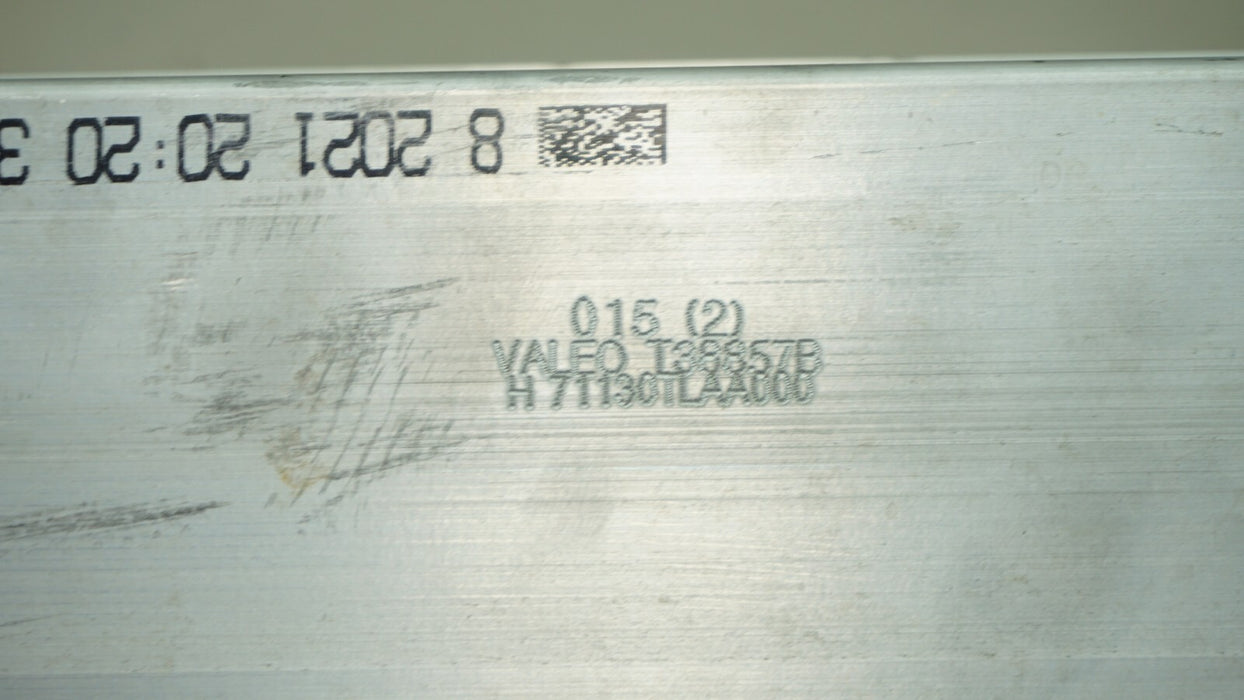 8 2021 20:20
015 (2)
VALEO T38857B
H 71130TLAA000